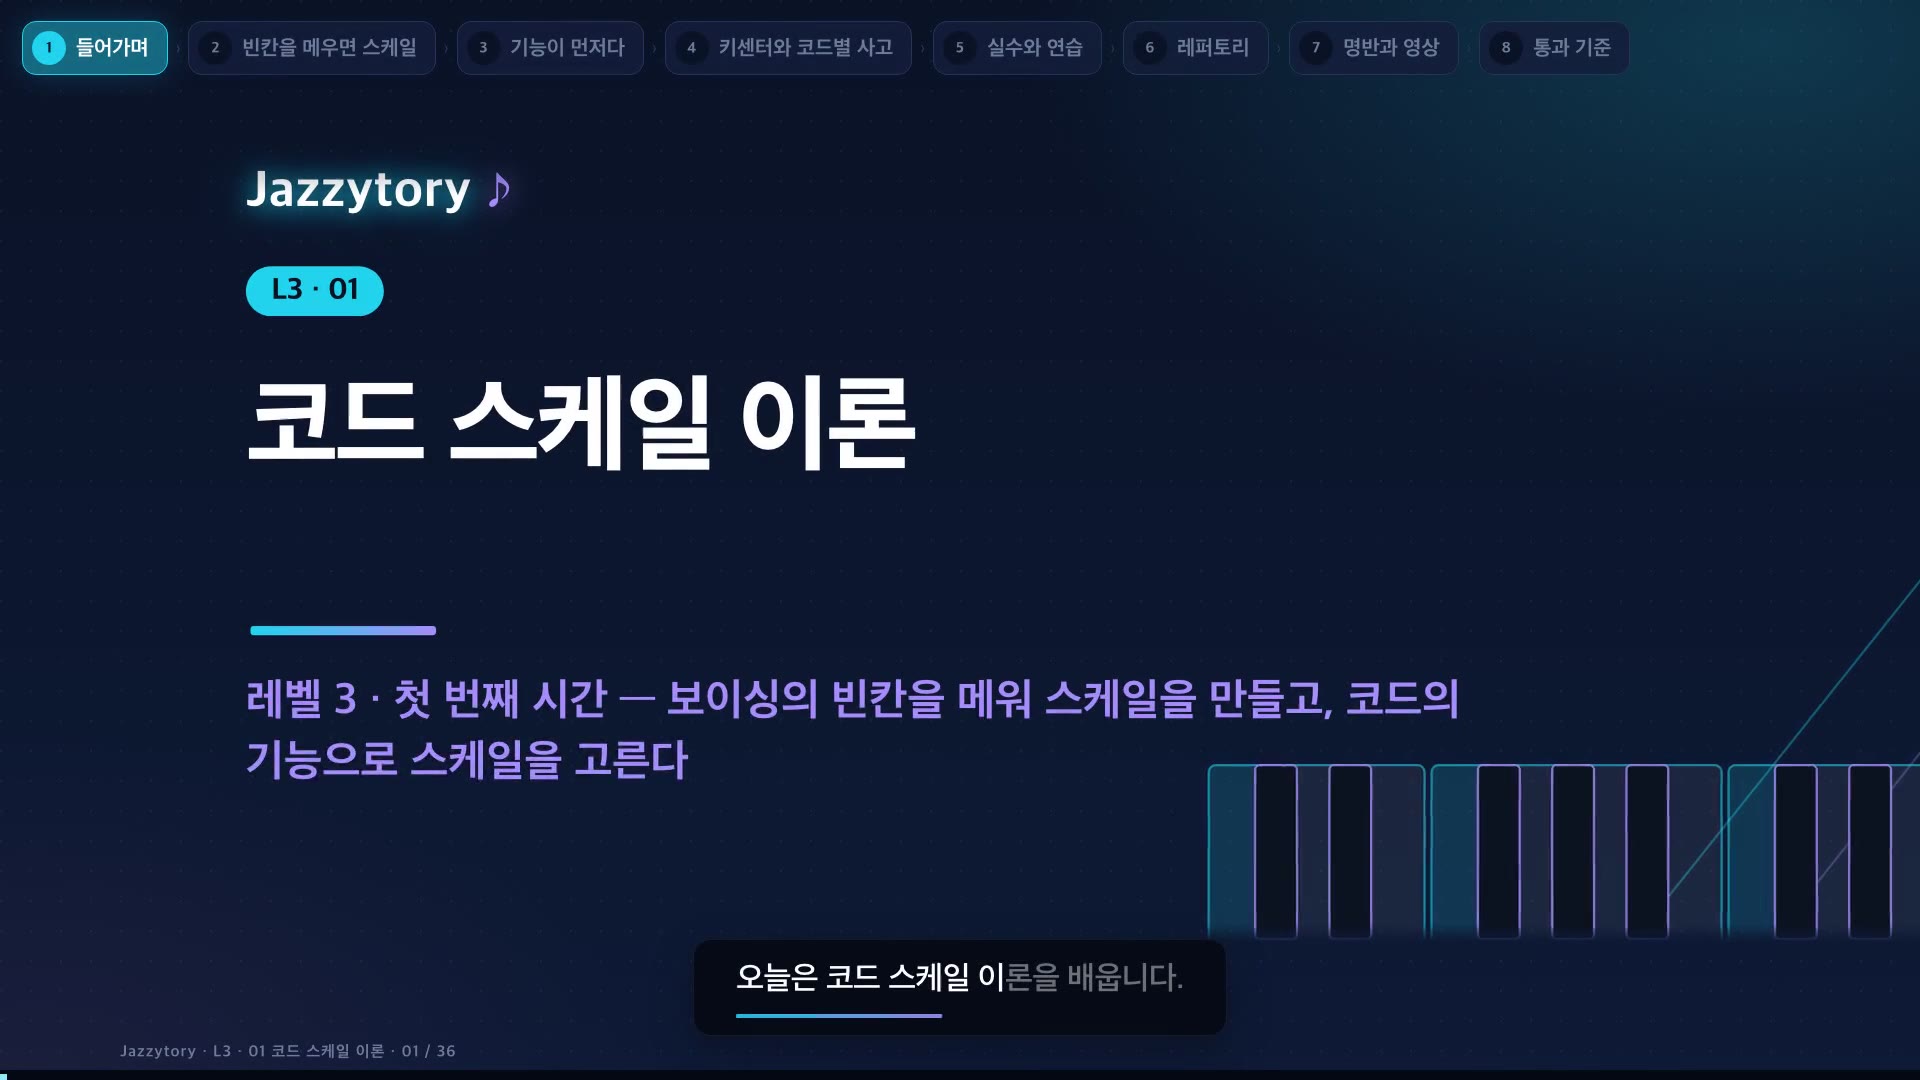 1 들어가며
2 빈칸을 메우면 스케일
3 기능이 먼저다
4 키센터와 코드별 사고
5 실수와 연습
6 레퍼토리
7 명반과 영상
8 통과 기준
Jazzytory ♪
L3 · 01
코드 스케일 이론
레벨 3 · 첫 번째 시간 — 보이싱의 빈칸을 메워 스케일을 만들고, 코드의
기능으로 스케일을 고른다
오늘은 코드 스케일 이론을 배웁니다.
Jazzytory · L3 · 01 코드 스케일 이론 · 01 / 36